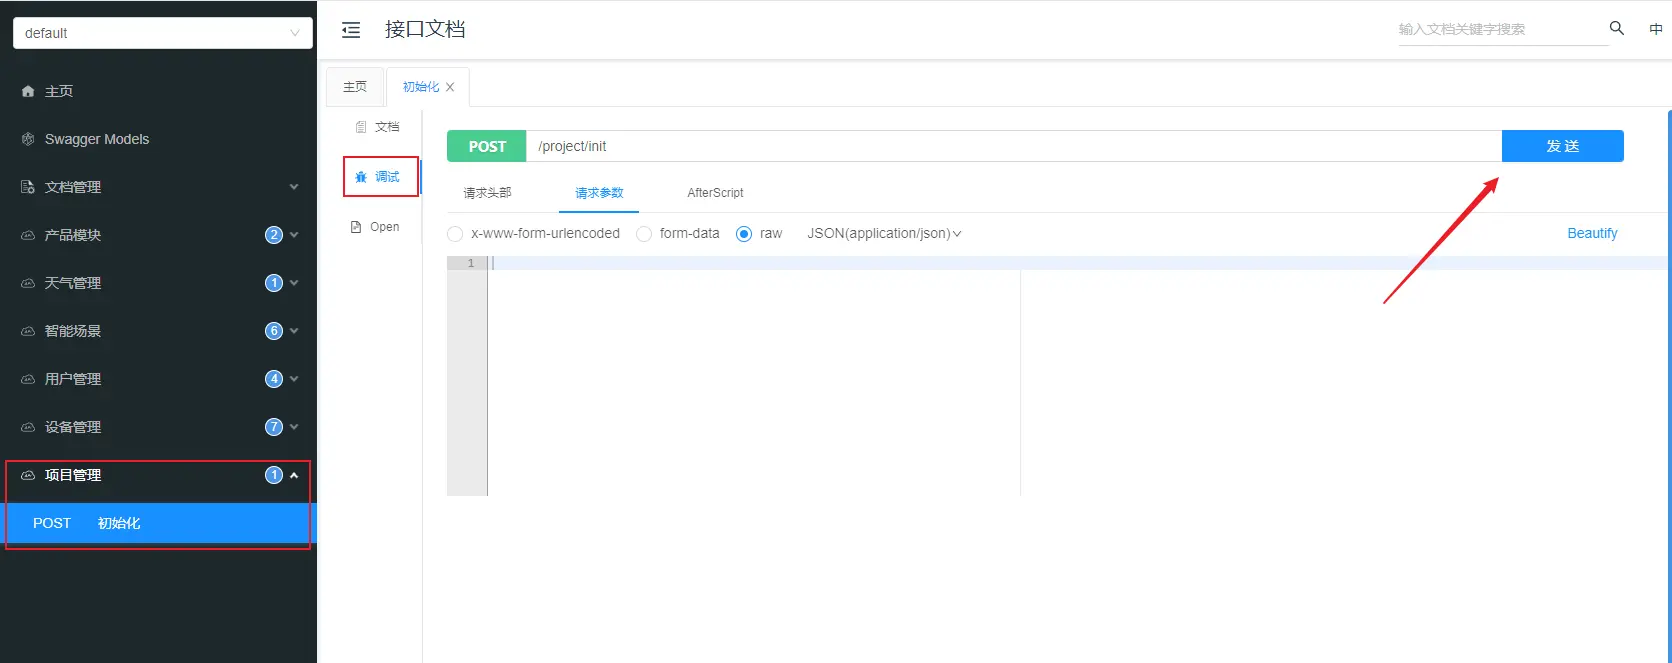 default
主页
Swagger Models
文档管理
产品模块 2
天气管理 1
智能场景 6
用户管理 4
设备管理 7
项目管理 1
POST 初始化
接口文档
输入文档关键字搜索
中
主页
初始化
文档
调试
Open
POST /project/init 发 送
请求头部 请求参数 AfterScript
x-www-form-urlencoded form-data raw JSON(application/json) Beautify
1